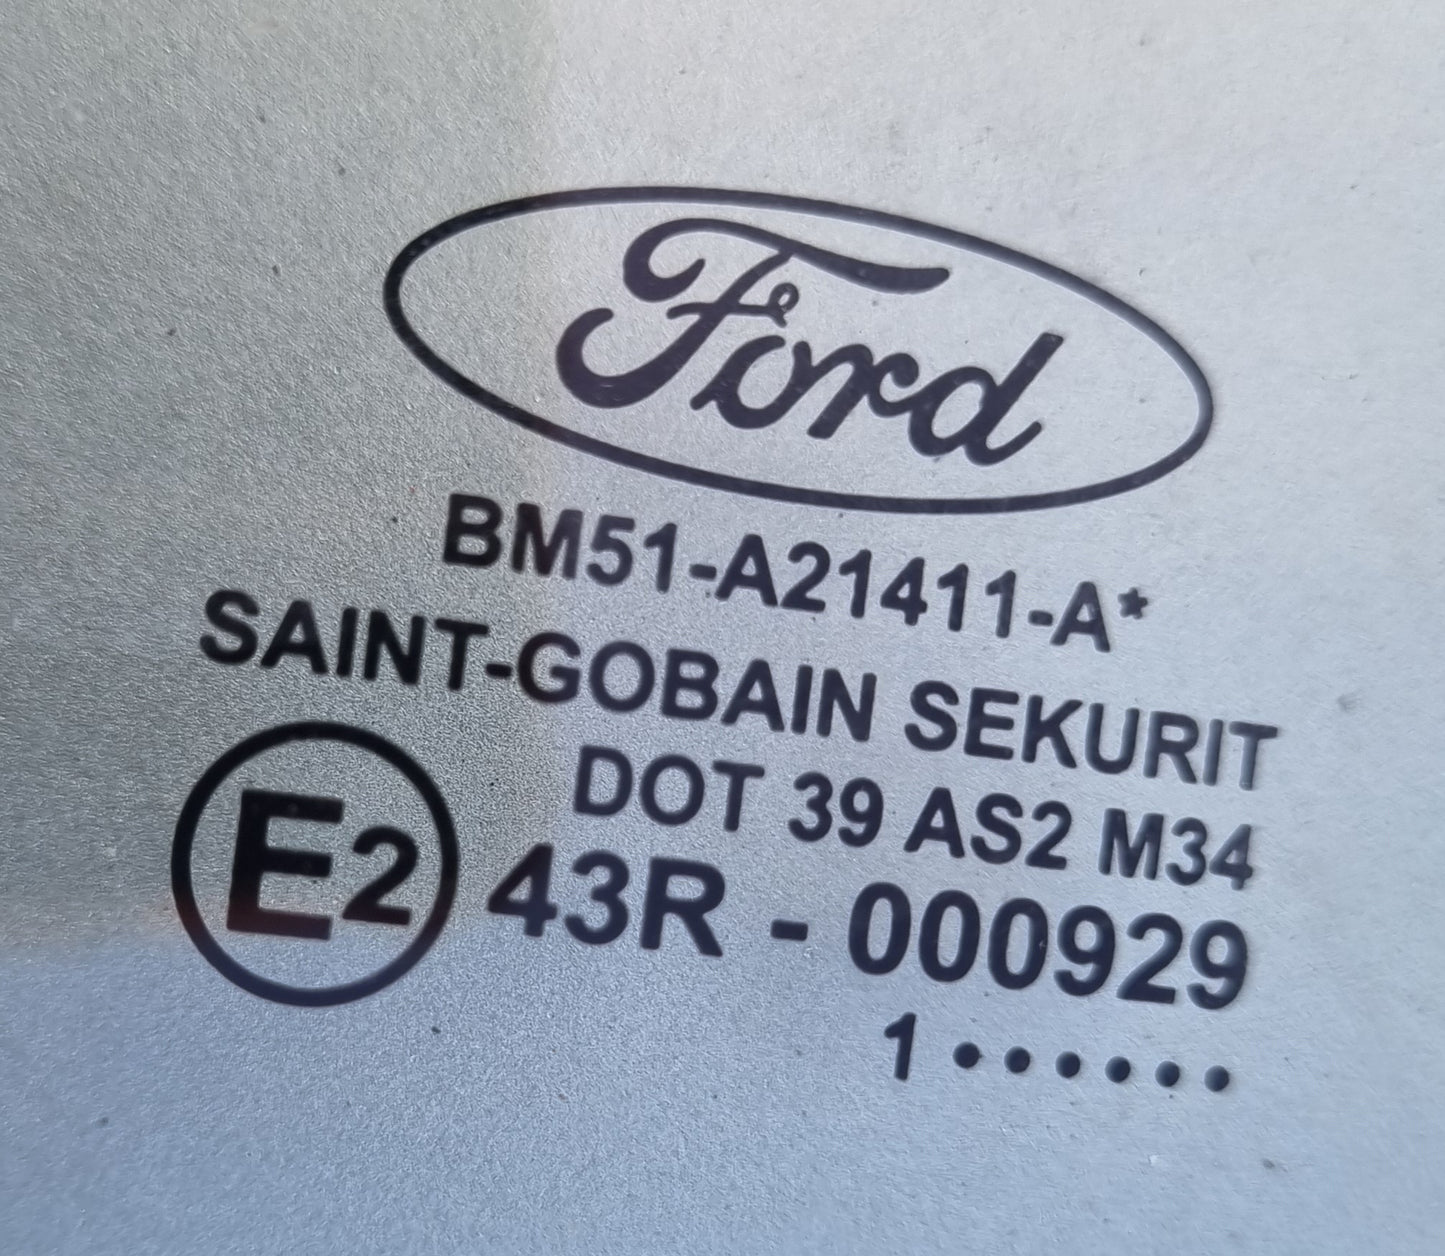 Ford
BM51-A21411-A*
SAINT-GOBAIN SEKURIT
DOT 39 AS2 M34
E2 43R - 000929
1 ••••••